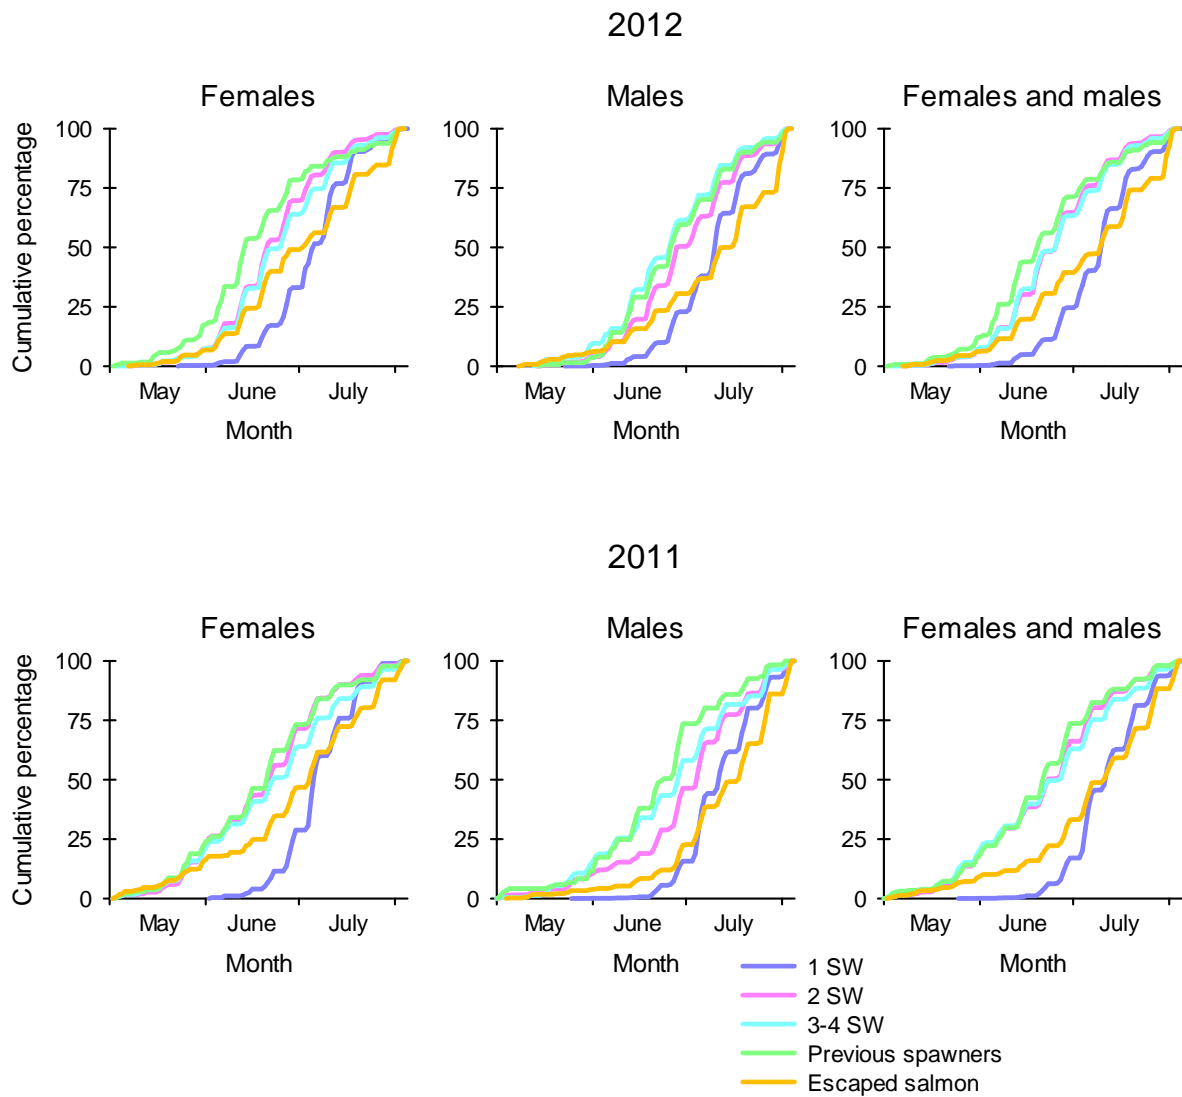 2012
Females
Males
Females and males
Cumulative percentage
100
75
50
25
0
May
June
July
Month
100
75
50
25
0
May
June
July
Month
100
75
50
25
0
May
June
July
Month
2011
Females
Males
Females and males
Cumulative percentage
100
75
50
25
0
May
June
July
Month
100
75
50
25
0
May
June
July
Month
100
75
50
25
0
May
June
July
Month
1 SW
2 SW
3-4 SW
Previous spawners
Escaped salmon